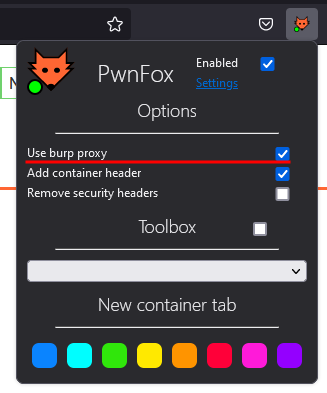 N
PwnFox
Enabled
Settings
Options
Use burp proxy
Add container header
Remove security headers
Toolbox
New container tab